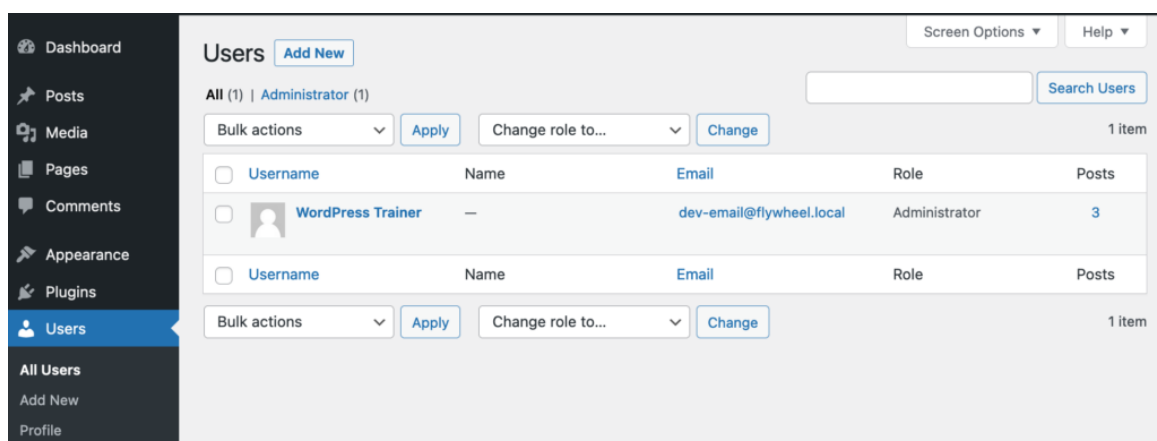 Dashboard
Posts
Media
Pages
Comments
Appearance
Plugins
Users
All Users
Add New
Profile
Screen Options ▼
Help ▼
Users
Add New
All (1) | Administrator (1)
Search Users
Bulk actions
Apply
Change role to...
Change
1 item
Username Name Email Role Posts
WordPress Trainer — dev-email@flywheel.local Administrator 3
Username Name Email Role Posts
Bulk actions
Apply
Change role to...
Change
1 item